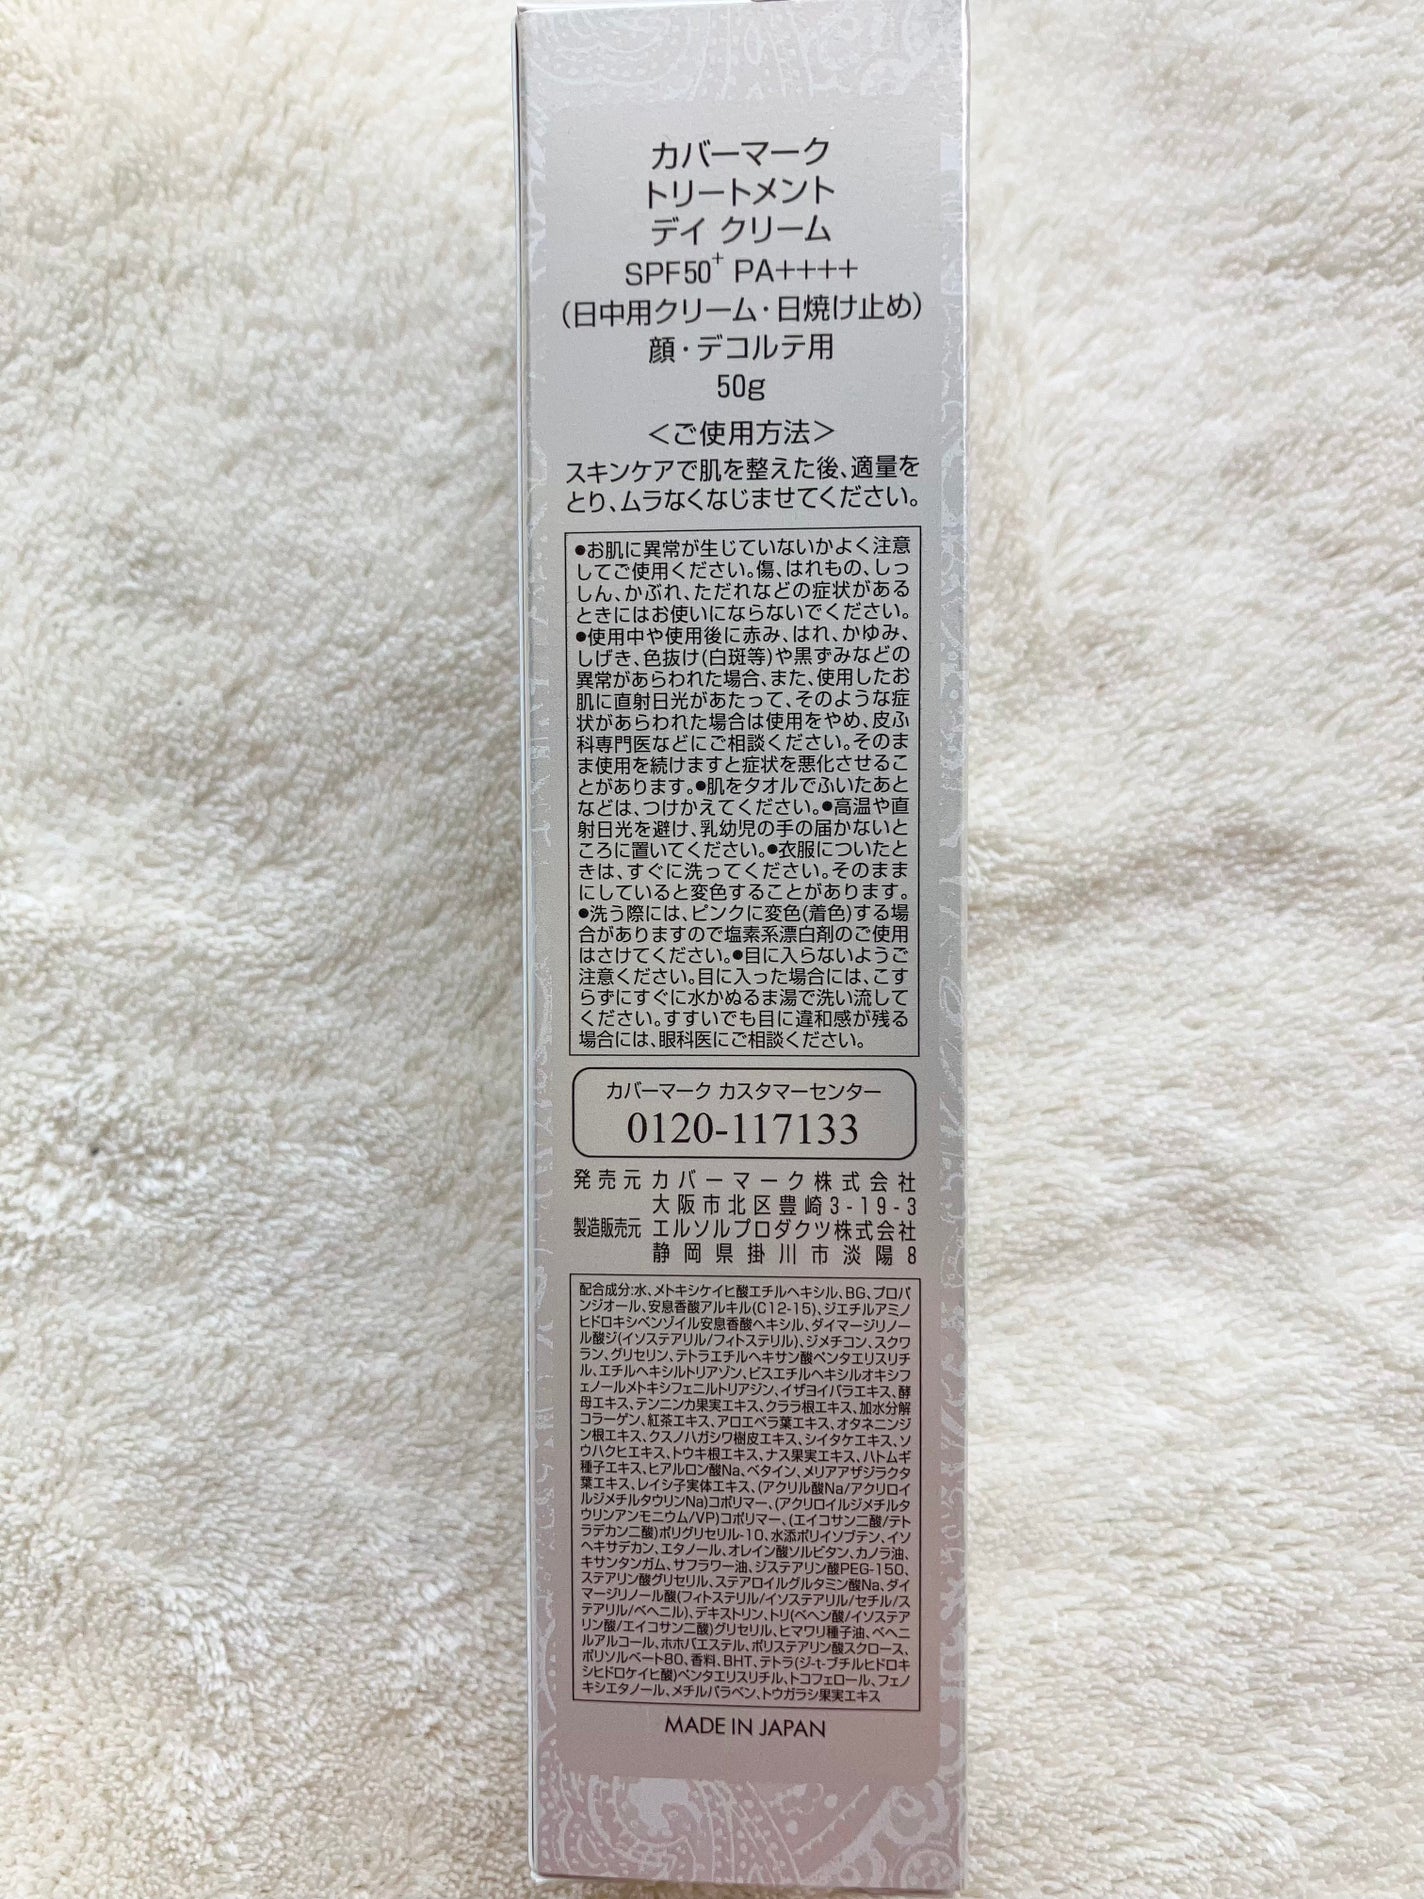 カバーマーク
トリートメント
デイ クリーム
SPF50+ PA++++
(日中用クリーム・日焼け止め)
顔・デコルテ用
50g
<ご使用方法>
スキンケアで肌を整えた後、適量を
とり、ムラなくなじませてください。
●お肌に異常が生じていないかよく注意
してご使用ください。傷、はれもの、しっ
しん、かぶれ、ただれなどの症状がある
ときにはお使いにならないでください。
●使用中や使用後に赤み、はれ、かゆみ、
しげき、色抜け(白斑等)や黒ずみなどの
異常があらわれた場合、また、使用したお
肌に直射日光があたって、そのような症
状があらわれた場合は使用をやめ、皮ふ
科専門医などにご相談ください。そのま
ま使用を続けますと症状を悪化させるこ
とがあります。●肌をタオルでふいたあと
などは、つけかえてください。●高温や直
射日光を避け、乳幼児の手の届かないと
ころに置いてください。●衣服についたと
きは、すぐに洗ってください。そのまま
にしていると変色することがあります。
●洗う際には、ピンクに変色(着色)する場
合がありますので塩素系漂白剤のご使用
はさけてください。●目に入らないようご
注意ください。目に入った場合には、こす
らずにすぐに水かぬるま湯で洗い流して
ください。すすいでも目に違和感が残る
場合には、眼科医にご相談ください。
カバーマーク カスタマーセンター
0120-117133
発売元 カバーマーク株式会社
大阪市北区豊崎3-19-3
製造販売元 エルソルプロダクツ株式会社
静岡県掛川市淡陽8
配合成分:水、メトキシケイヒ酸エチルヘキシル、BG、プロパ
ンジオール、安息香酸アルキル(C12-15)、ジエチルアミノ
ヒドロキシベンゾイル安息香酸ヘキシル、ダイマージリノー
ル酸ジ(イソステアリル/フィトステリル)、ジメチコン、スクワ
ラン、グリセリン、テトラエチルヘキサン酸ペンタエリスリチ
ル、エチルヘキシルトリアゾン、ビスエチルヘキシルオキシフ
ェノールメトキシフェニルトリアジン、イザヨイバラエキス、酵
母エキス、テンニンカ果実エキス、クララ根エキス、加水分解
コラーゲン、紅茶エキス、アロエベラ葉エキス、オタネニンジ
ン根エキス、クスノハガシワ樹皮エキス、シイタケエキス、ソ
ウハクヒエキス、トウキ根エキス、ナス果実エキス、ハトムギ
種子エキス、ヒアルロン酸Na、ベタイン、メリアアザジラクタ
葉エキス、レイシ子実体エキス、(アクリル酸Na/アクリロイ
ルジメチルタウリンNa)コポリマー、(アクリロイルジメチルタ
ウリンアンモニウム/VP)コポリマー、(エイコサン二酸/テト
ラデカン二酸)ポリグリセリル-10、水添ポリイソブテン、イソ
ヘキサデカン、エタノール、オレイン酸ソルビタン、カノラ油、
キサンタンガム、サフラワー油、ジステアリン酸PEG-150、
ステアリン酸グリセリル、ステアロイルグルタミン酸Na、ダイ
マージリノール酸(フィトステリル/イソステアリル/セチル/ス
テアリル/ベヘニル)、デキストリン、トリ(ベヘン酸/イソステア
リン酸/エイコサン二酸)グリセリル、ヒマワリ種子油、ベヘニ
ルアルコール、ホホバエステル、ポリステアリン酸スクロース、
ポリソルベート80、香料、BHT、テトラ(ジ-t-ブチルヒドロキ
シヒドロケイヒ酸)ペンタエリスリチル、トコフェロール、フェノ
キシエタノール、メチルパラベン、トウガラシ果実エキス
MADE IN JAPAN